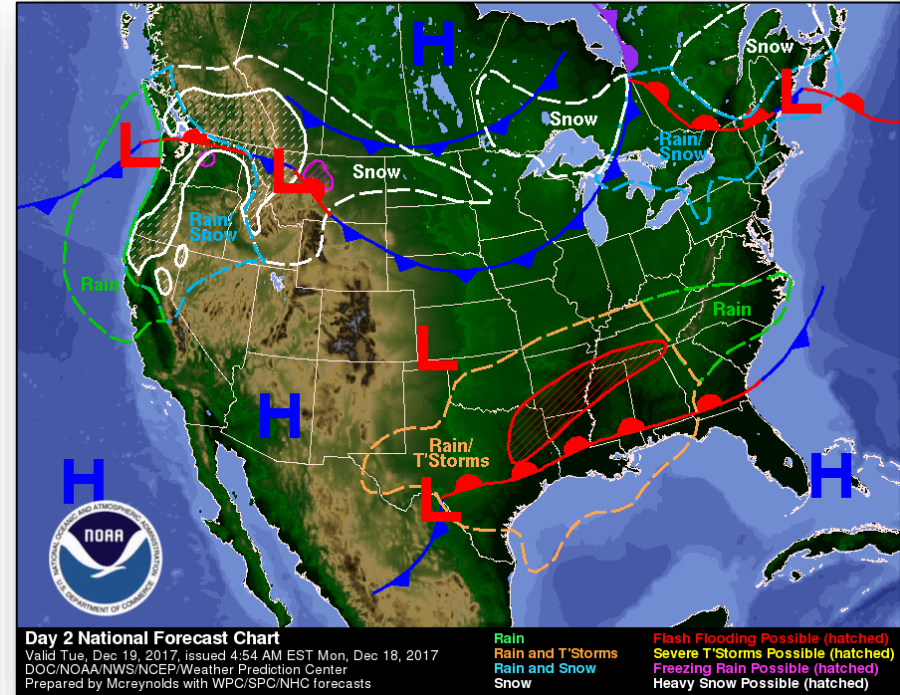 H
Snow
L
Snow
Rain/
Snow
L
L
Snow
Rain/
Snow
Rain
Rain
L
H
Rain/
T'Storms
H
L
H
NATIONAL OCEANIC AND ATMOSPHERIC ADMINISTRATION
NOAA
U.S. DEPARTMENT OF COMMERCE
Day 2 National Forecast Chart
Valid Tue, Dec 19, 2017, issued 4:54 AM EST Mon, Dec 18, 2017
DOC/NOAA/NWS/NCEP/Weather Prediction Center
Prepared by Mcreynolds with WPC/SPC/NHC forecasts
Rain
Rain and T'Storms
Rain and Snow
Snow
Flash Flooding Possible (hatched)
Severe T'Storms Possible (hatched)
Freezing Rain Possible (hatched)
Heavy Snow Possible (hatched)